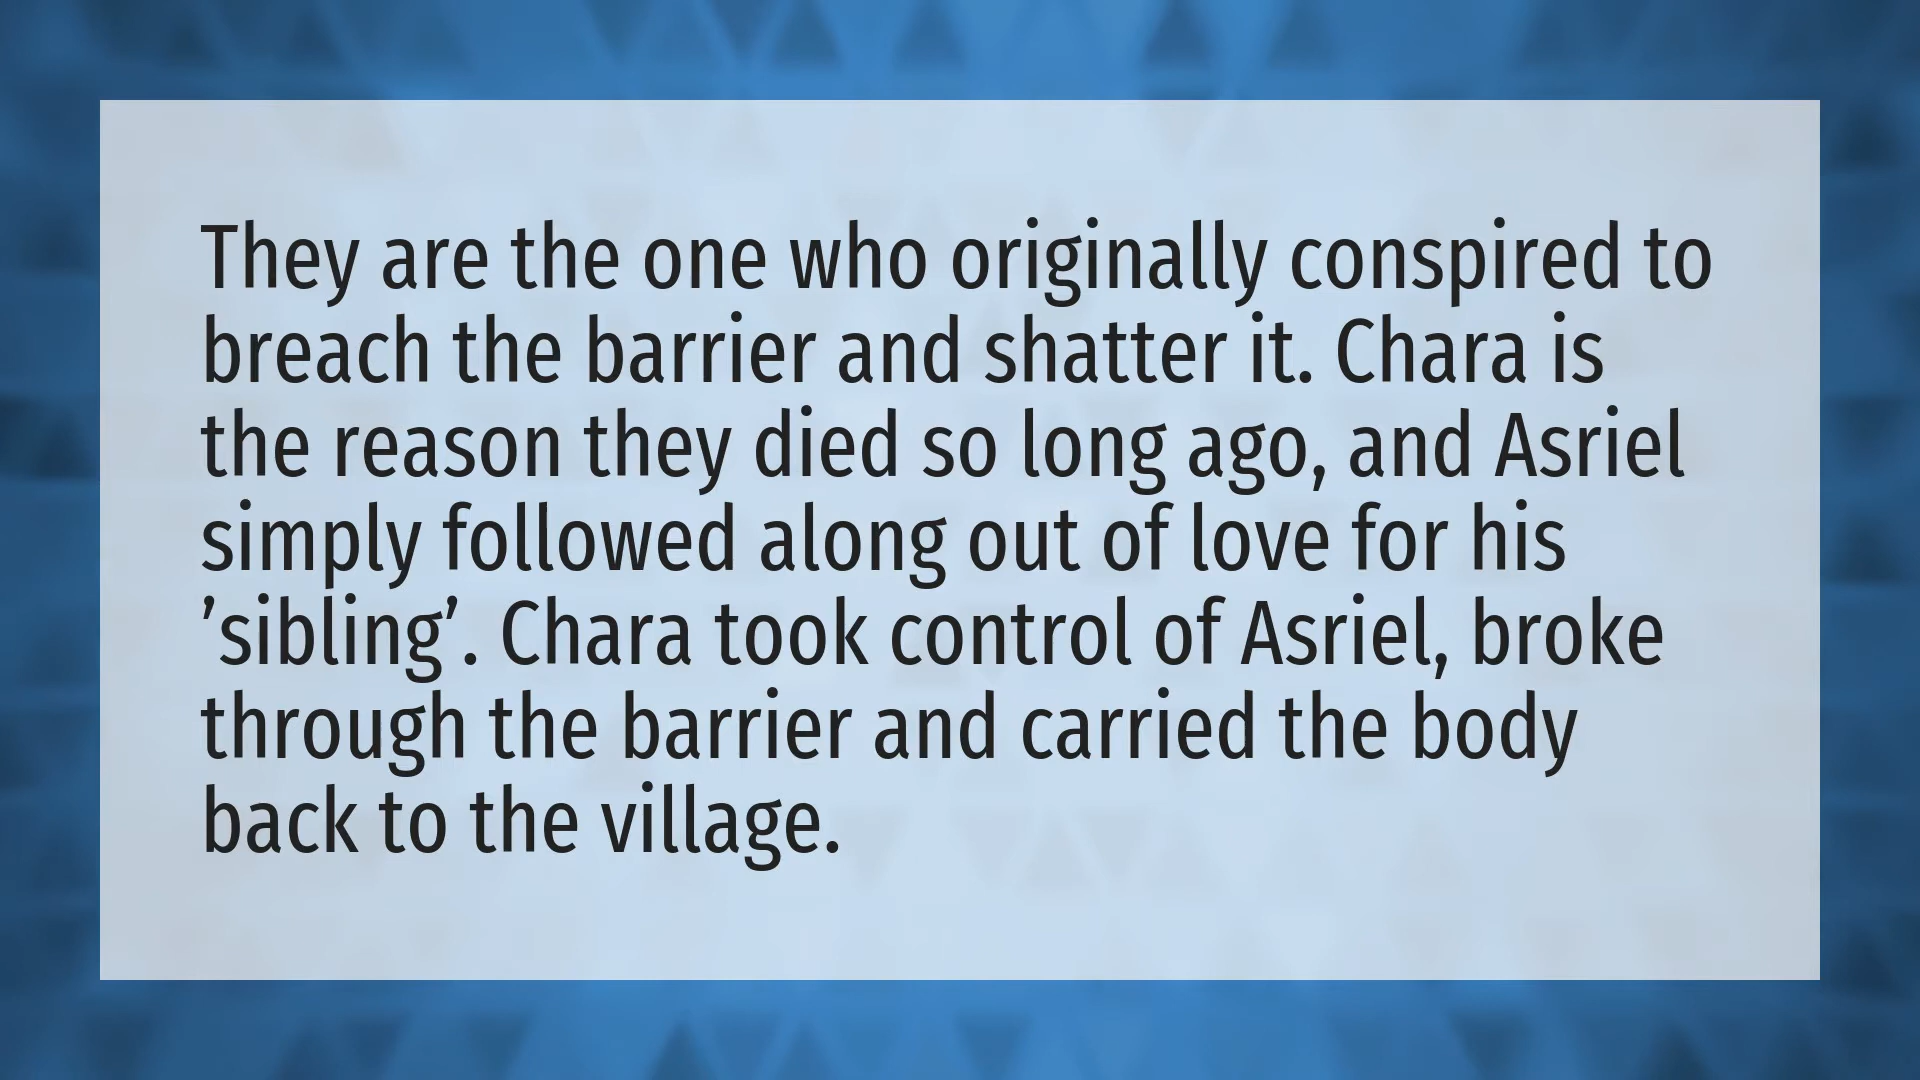 They are the one who originally conspired to
breach the barrier and shatter it. Chara is
the reason they died so long ago, and Asriel
simply followed along out of love for his
’sibling’. Chara took control of Asriel, broke
through the barrier and carried the body
back to the village.